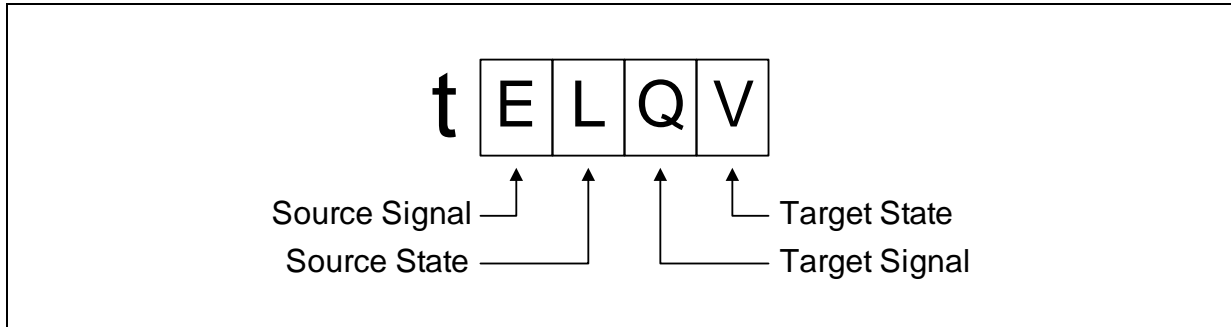 t E L Q V
Source Signal Target State
Source State Target Signal